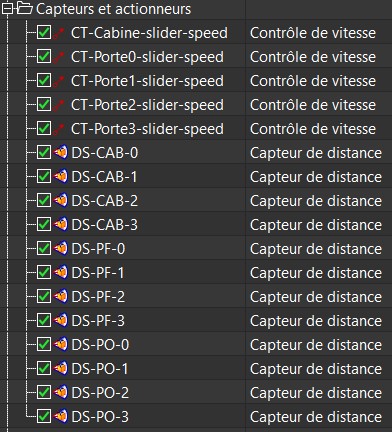 Capteurs et actionneurs
CT-Cabine-slider-speed Contrôle de vitesse
CT-Porte0-slider-speed Contrôle de vitesse
CT-Porte1-slider-speed Contrôle de vitesse
CT-Porte2-slider-speed Contrôle de vitesse
CT-Porte3-slider-speed Contrôle de vitesse
DS-CAB-0 Capteur de distance
DS-CAB-1 Capteur de distance
DS-CAB-2 Capteur de distance
DS-CAB-3 Capteur de distance
DS-PF-0 Capteur de distance
DS-PF-1 Capteur de distance
DS-PF-2 Capteur de distance
DS-PF-3 Capteur de distance
DS-PO-0 Capteur de distance
DS-PO-1 Capteur de distance
DS-PO-2 Capteur de distance
DS-PO-3 Capteur de distance